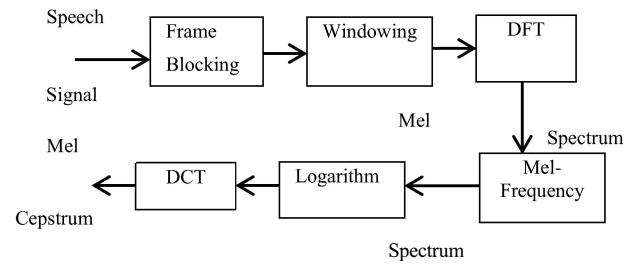 Speech
Signal
Frame
Blocking
Windowing
DFT
Spectrum
Mel-
Frequency
Mel
Spectrum
Logarithm
DCT
Mel
Cepstrum